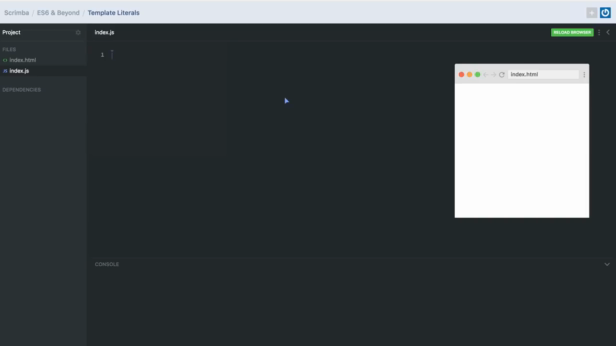 Scrimba / ES6 & Beyond / Template Literals
Project
index.js
RELOAD BROWSER
FILES
index.html
index.js
DEPENDENCIES
1
index.html
CONSOLE